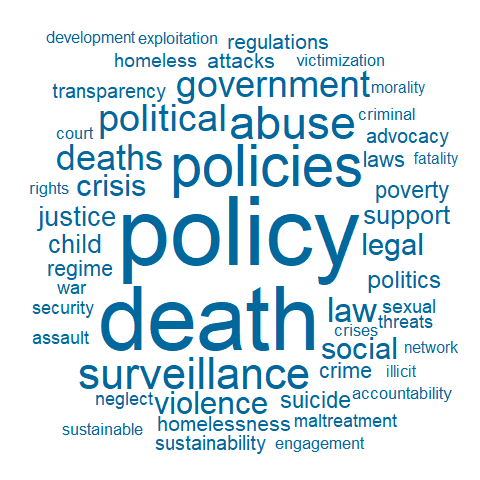 development exploitation regulations
homeless attacks victimization
transparency government morality
political abuse criminal
court advocacy
deaths policies laws fatality
rights crisis poverty
justice policy support
child legal
regime politics
war
security death law sexual
threats
assault crises
social network
surveillance crime illicit
neglect violence suicide accountability
sustainable homelessness maltreatment
sustainability engagement